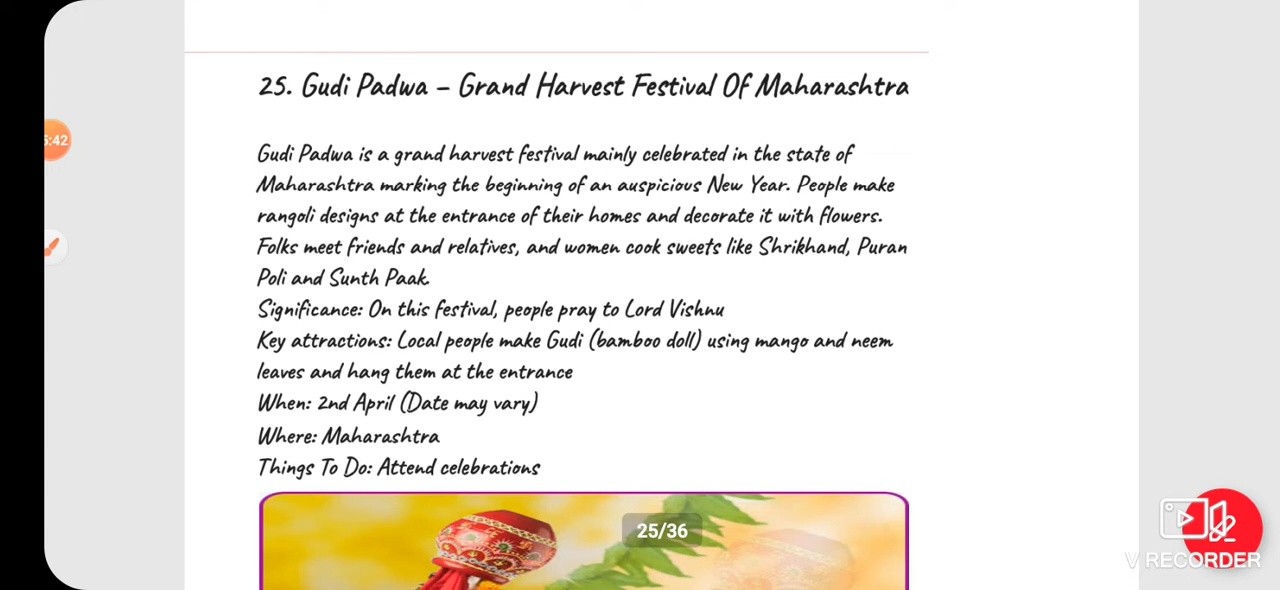 25. Gudi Padwa – Grand Harvest Festival Of Maharashtra
5:42
Gudi Padwa is a grand harvest festival mainly celebrated in the state of
Maharashtra marking the beginning of an auspicious New Year. People make
rangoli designs at the entrance of their homes and decorate it with flowers.
Folks meet friends and relatives, and women cook sweets like Shrikhand, Puran
Poli and Sunth Paak.
Significance: On this festival, people pray to Lord Vishnu
Key attractions: Local people make Gudi (bamboo doll) using mango and neem
leaves and hang them at the entrance
When: 2nd April (Date may vary)
Where: Maharashtra
Things To Do: Attend celebrations
25/36
V RECORDER